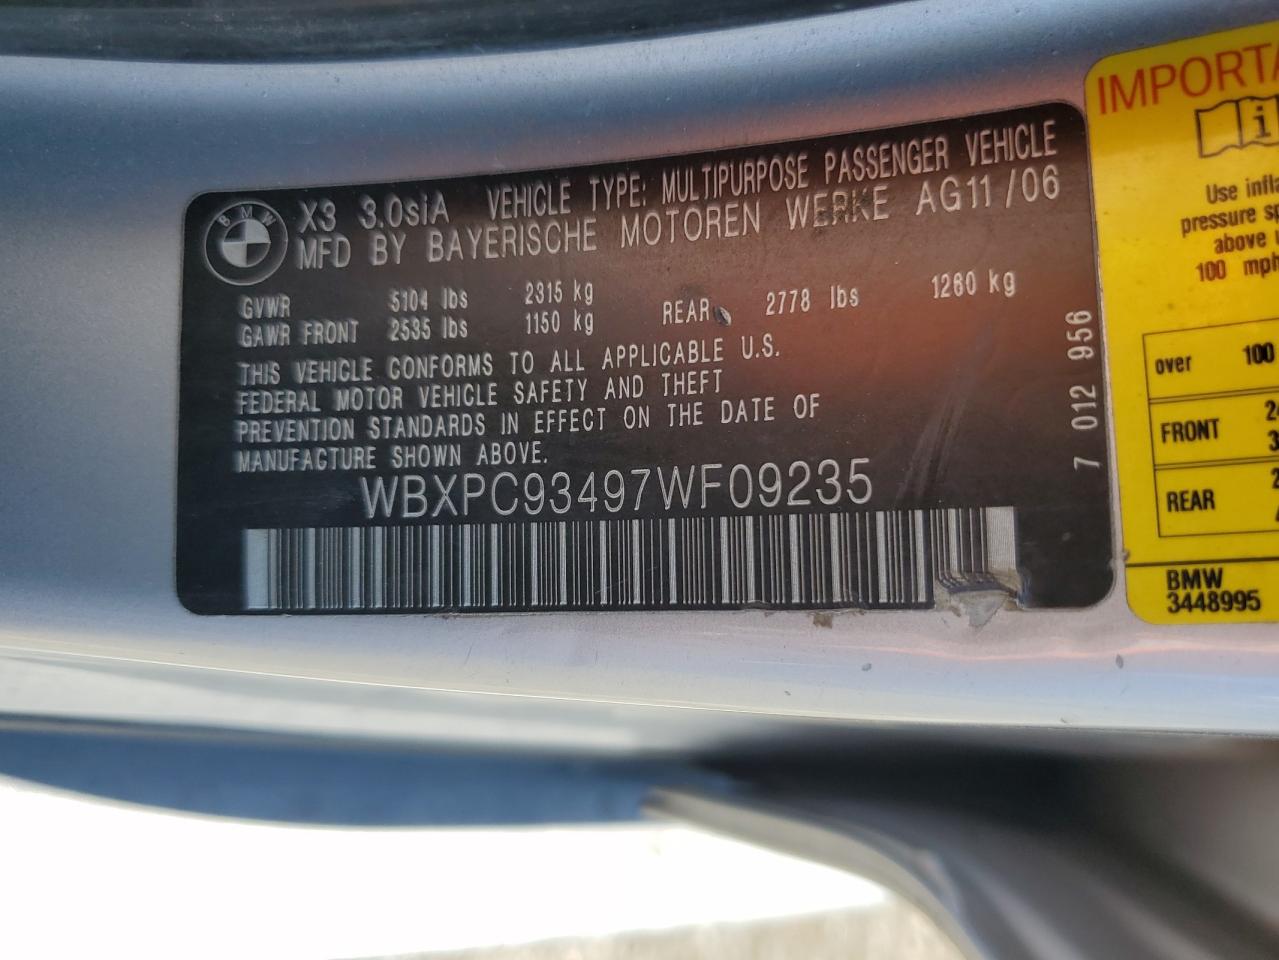 BMW
X3 3.0siA VEHICLE TYPE: MULTIPURPOSE PASSENGER VEHICLE
MFD BY BAYERISCHE MOTOREN WERKE AG 11/06
GVWR 5104 lbs 2315 kg
GAWR FRONT 2535 lbs 1150 kg REAR 2778 lbs 1260 kg
THIS VEHICLE CONFORMS TO ALL APPLICABLE U.S.
FEDERAL MOTOR VEHICLE SAFETY AND THEFT
PREVENTION STANDARDS IN EFFECT ON THE DATE OF
MANUFACTURE SHOWN ABOVE.
WBXPC93497WF09235
7 012 956
IMPORTA
i
Use infl
pressure s
above
100 mph
over 100
FRONT
REAR
BMW
3448995